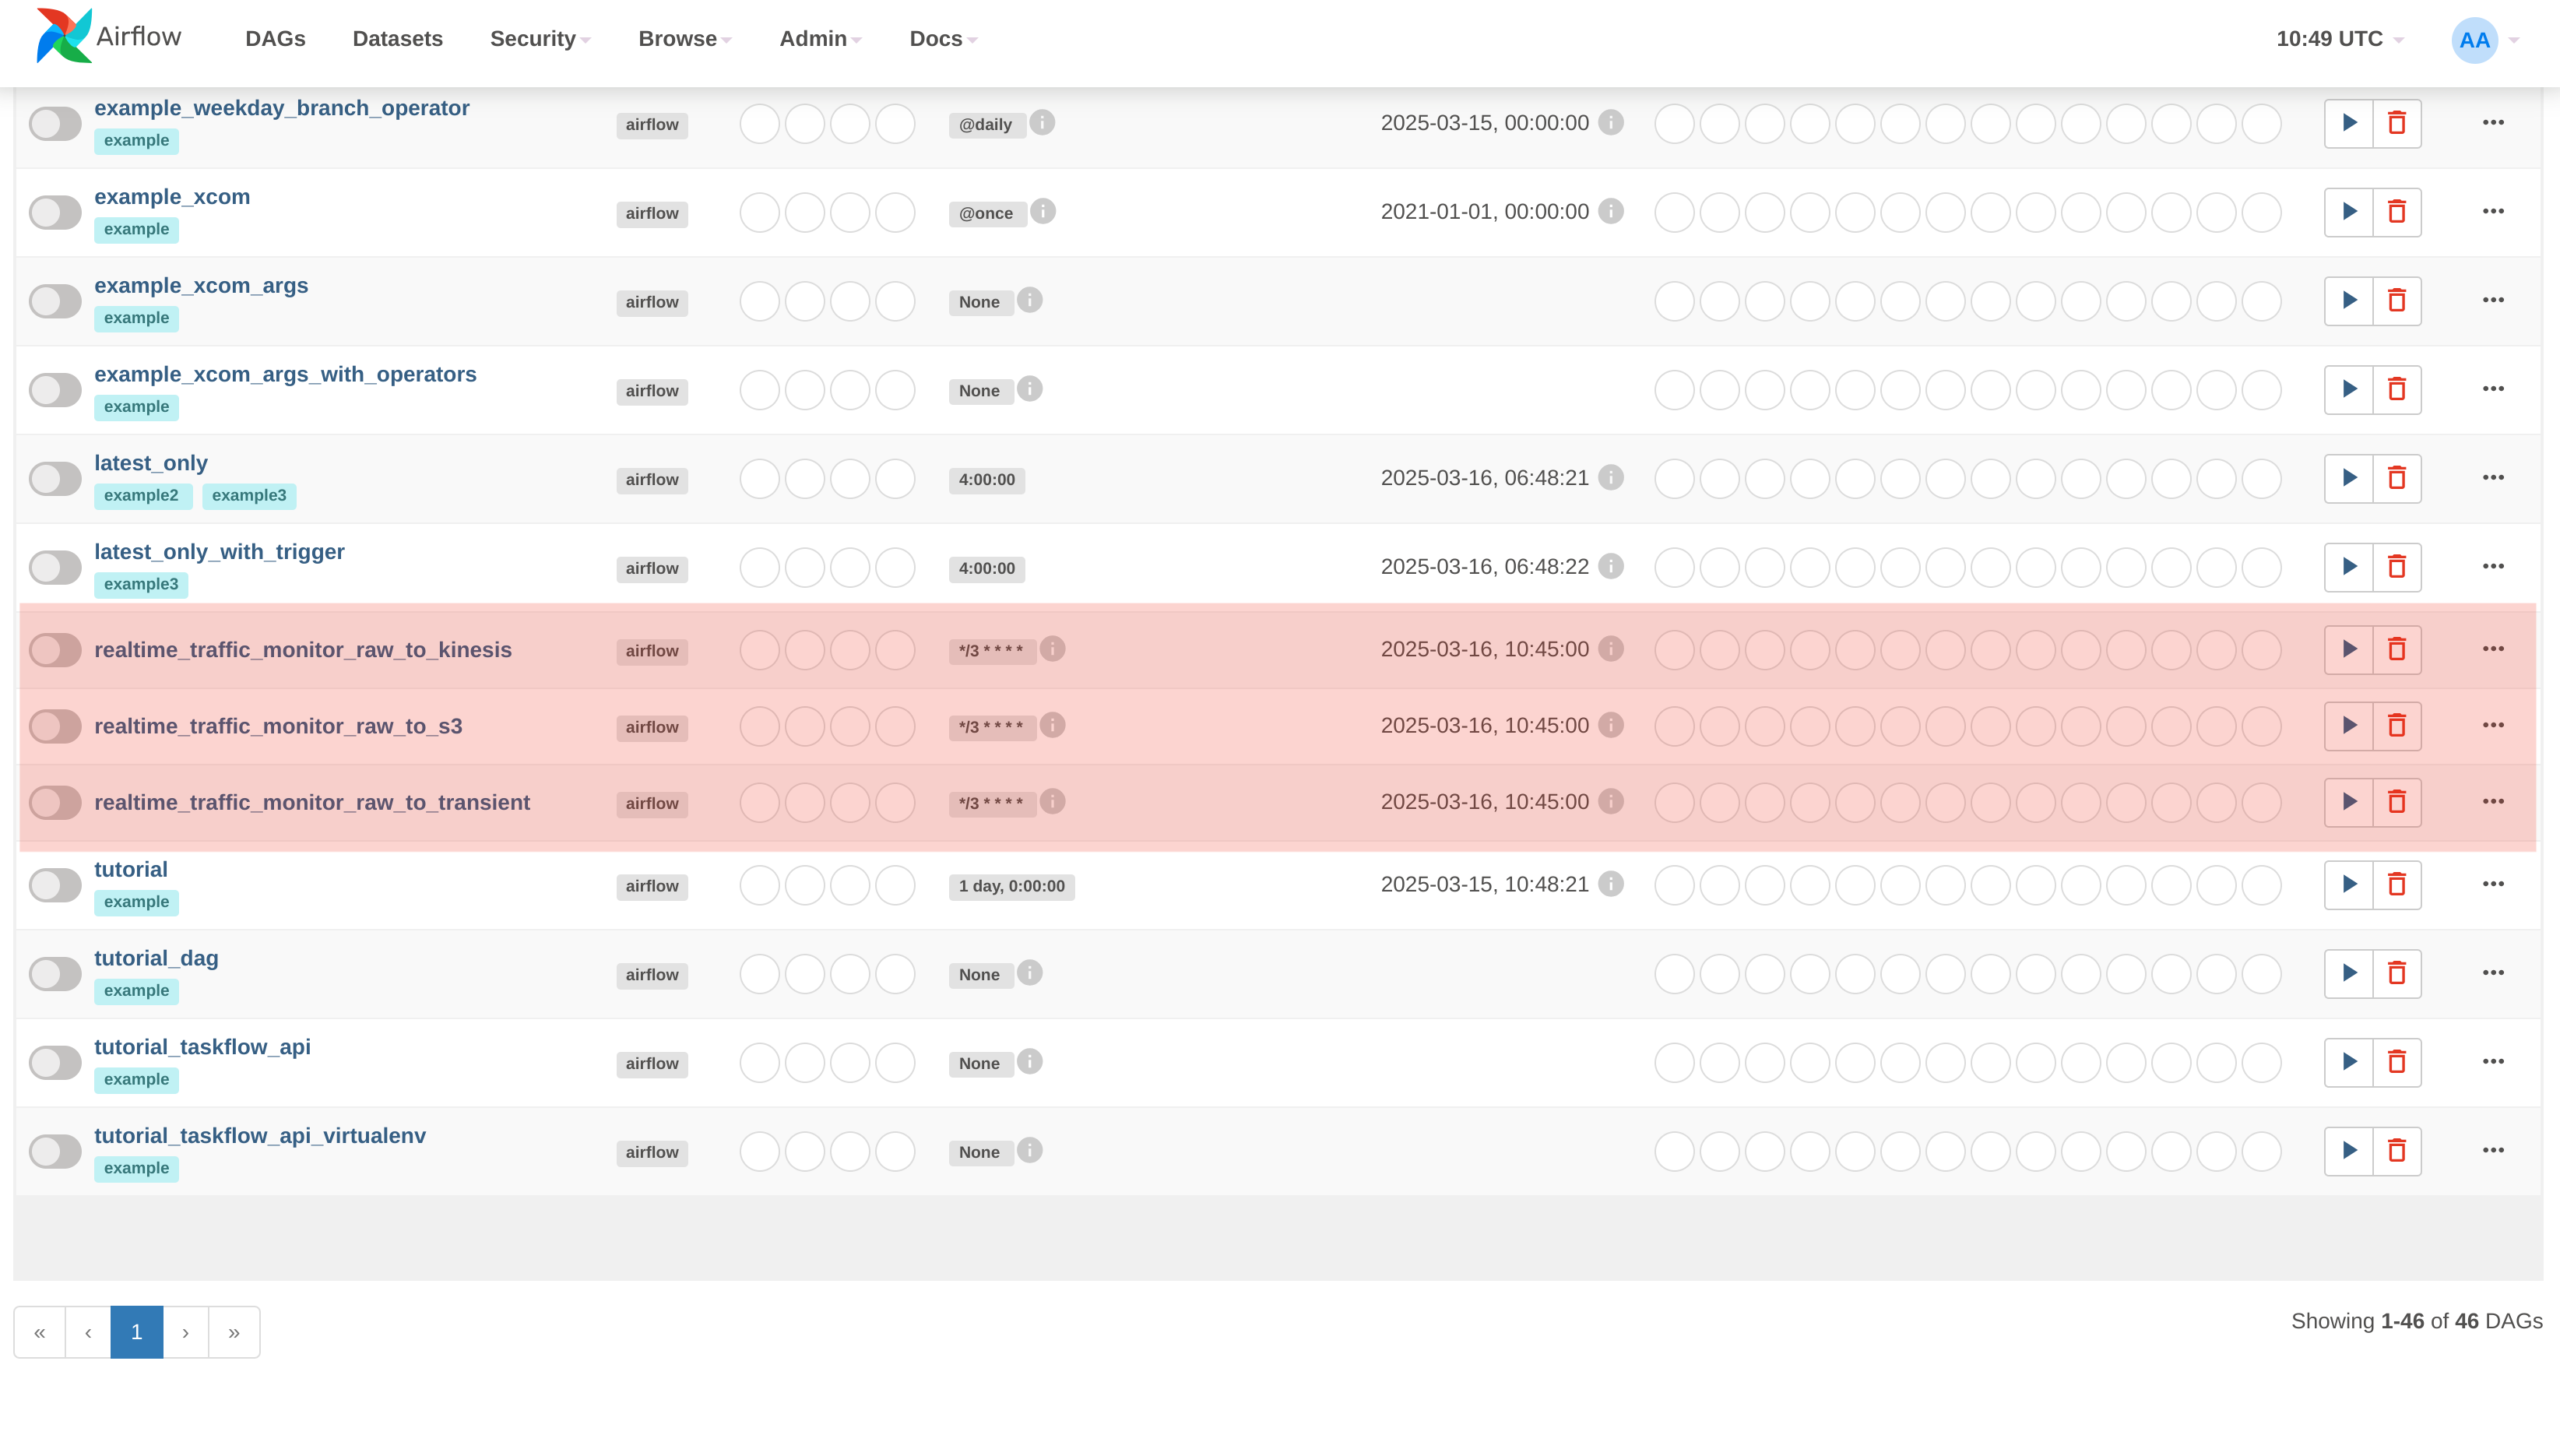 Airflow DAGs Datasets Security Browse Admin Docs 10:49 UTC AA
example_weekday_branch_operator
example airflow @daily 2025-03-15, 00:00:00
example_xcom
example airflow @once 2021-01-01, 00:00:00
example_xcom_args
example airflow None
example_xcom_args_with_operators
example airflow None
latest_only
example2 example3 airflow 4:00:00 2025-03-16, 06:48:21
latest_only_with_trigger
example3 airflow 4:00:00 2025-03-16, 06:48:22
realtime_traffic_monitor_raw_to_kinesis airflow */3 * * * * 2025-03-16, 10:45:00
realtime_traffic_monitor_raw_to_s3 airflow */3 * * * * 2025-03-16, 10:45:00
realtime_traffic_monitor_raw_to_transient airflow */3 * * * * 2025-03-16, 10:45:00
tutorial
example airflow 1 day, 0:00:00 2025-03-15, 10:48:21
tutorial_dag
example airflow None
tutorial_taskflow_api
example airflow None
tutorial_taskflow_api_virtualenv
example airflow None
« ‹ 1 › » Showing 1-46 of 46 DAGs